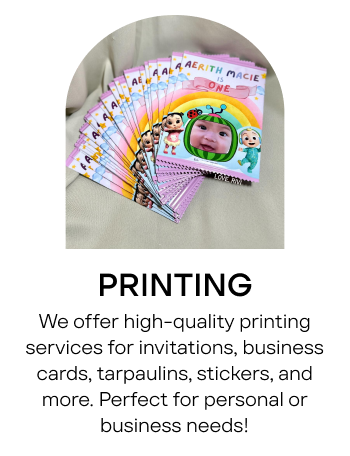 AERITH MACIE
IS
ONE
LOVE, RINI
PRINTING
We offer high-quality printing
services for invitations, business
cards, tarpaulins, stickers, and
more. Perfect for personal or
business needs!